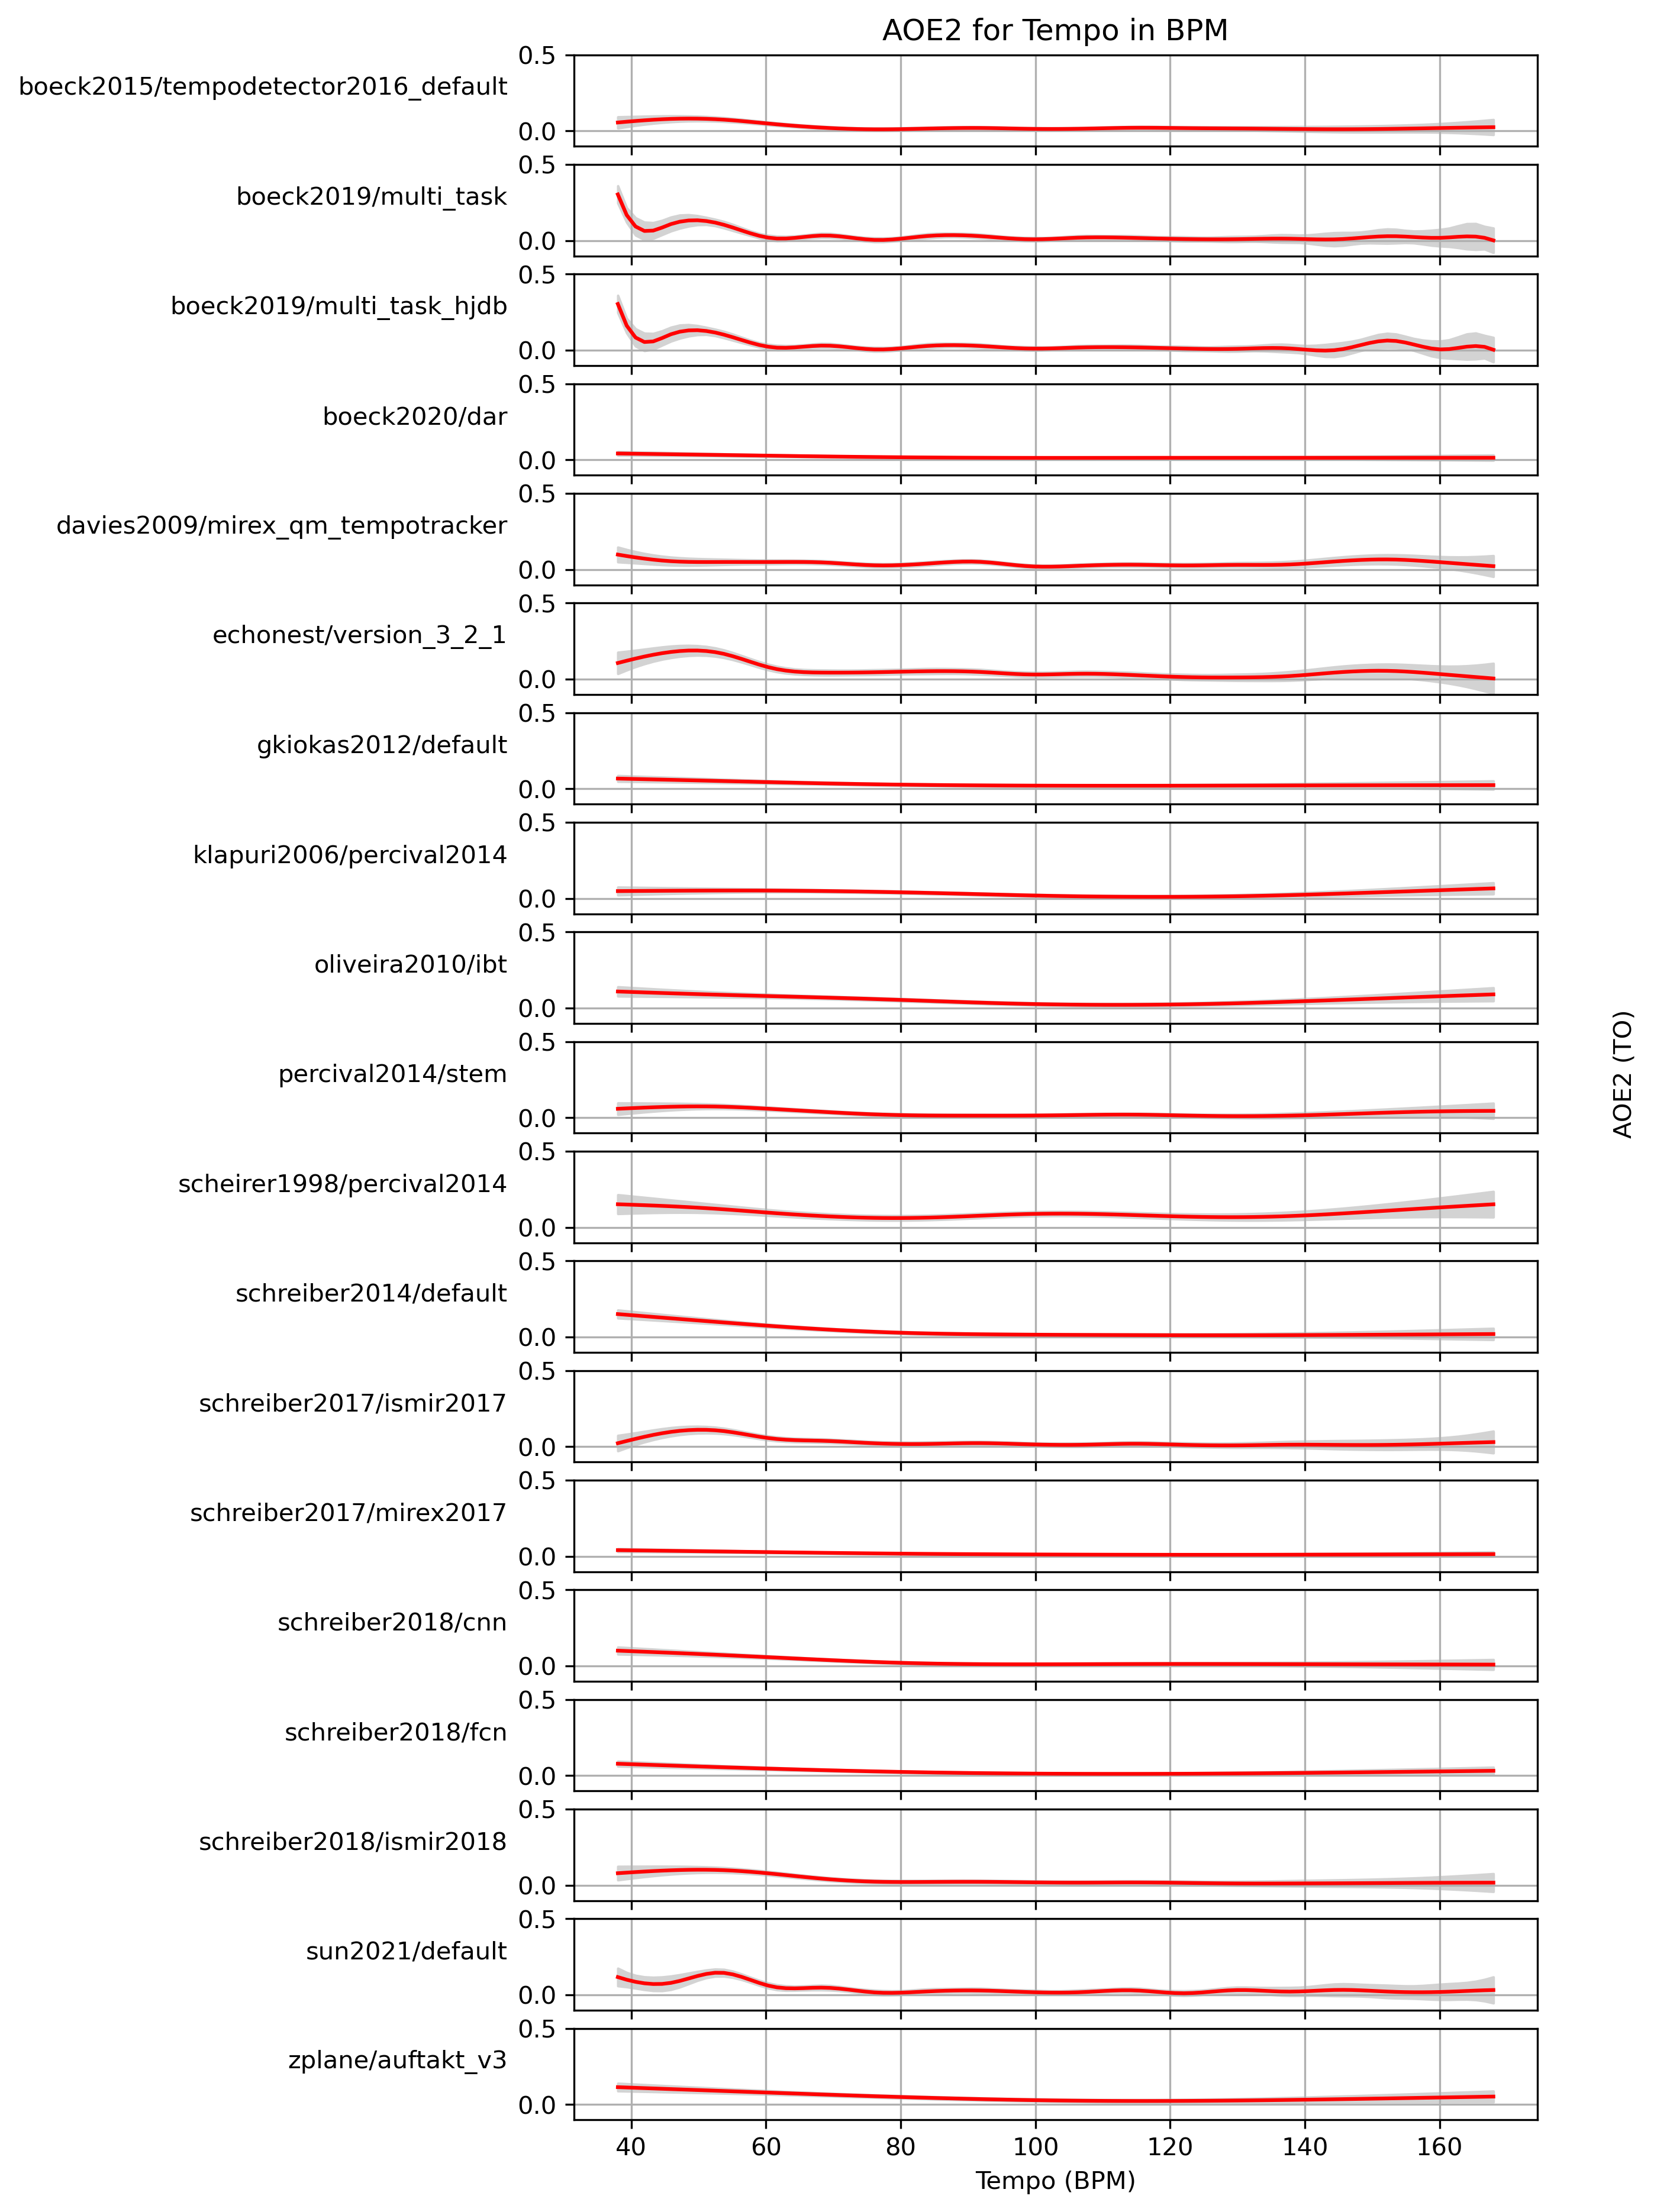 AOE2 for Tempo in BPM
0.5
boeck2015/tempodetector2016_default
0.0
0.5
boeck2019/multi_task
0.0
0.5
boeck2019/multi_task_hjdb
0.0
0.5
boeck2020/dar
0.0
0.5
davies2009/mirex_qm_tempotracker
0.0
0.5
echonest/version_3_2_1
0.0
0.5
gkiokas2012/default
0.0
0.5
klapuri2006/percival2014
0.0
0.5
oliveira2010/ibt
0.0
0.5
percival2014/stem
0.0
AOE2 (TO)
0.5
scheirer1998/percival2014
0.0
0.5
schreiber2014/default
0.0
0.5
schreiber2017/ismir2017
0.0
0.5
schreiber2017/mirex2017
0.0
0.5
schreiber2018/cnn
0.0
0.5
schreiber2018/fcn
0.0
0.5
schreiber2018/ismir2018
0.0
0.5
sun2021/default
0.0
0.5
zplane/auftakt_v3
0.0
40 60 80 100 120 140 160
Tempo (BPM)